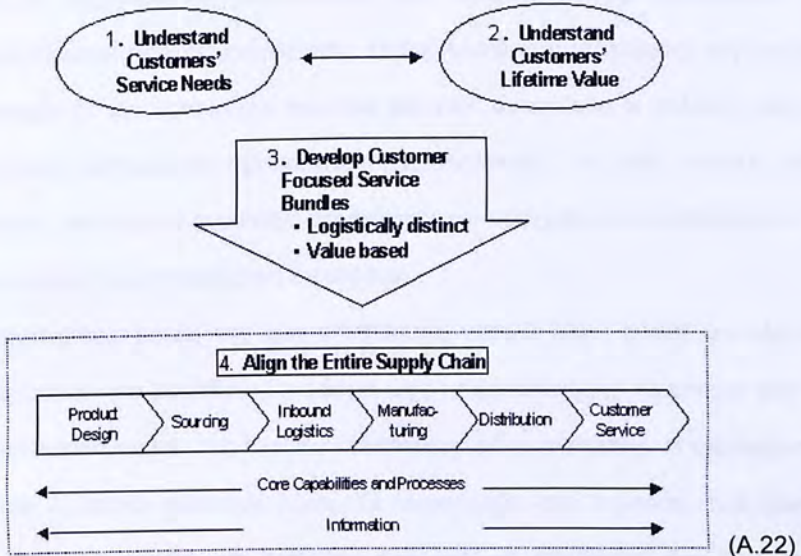 1. Understand
Customers'
Service Needs
2. Understand
Customers'
Lifetime Value
3. Develop Customer
Focused Service
Bundles
• Logistically distinct
• Value based
4. Align the Entire Supply Chain
Product
Design
Sourcing
Inbound
Logistics
Manufac-
turing
Distribution
Customer
Service
Core Capabilities and Processes
Information
(A.22)